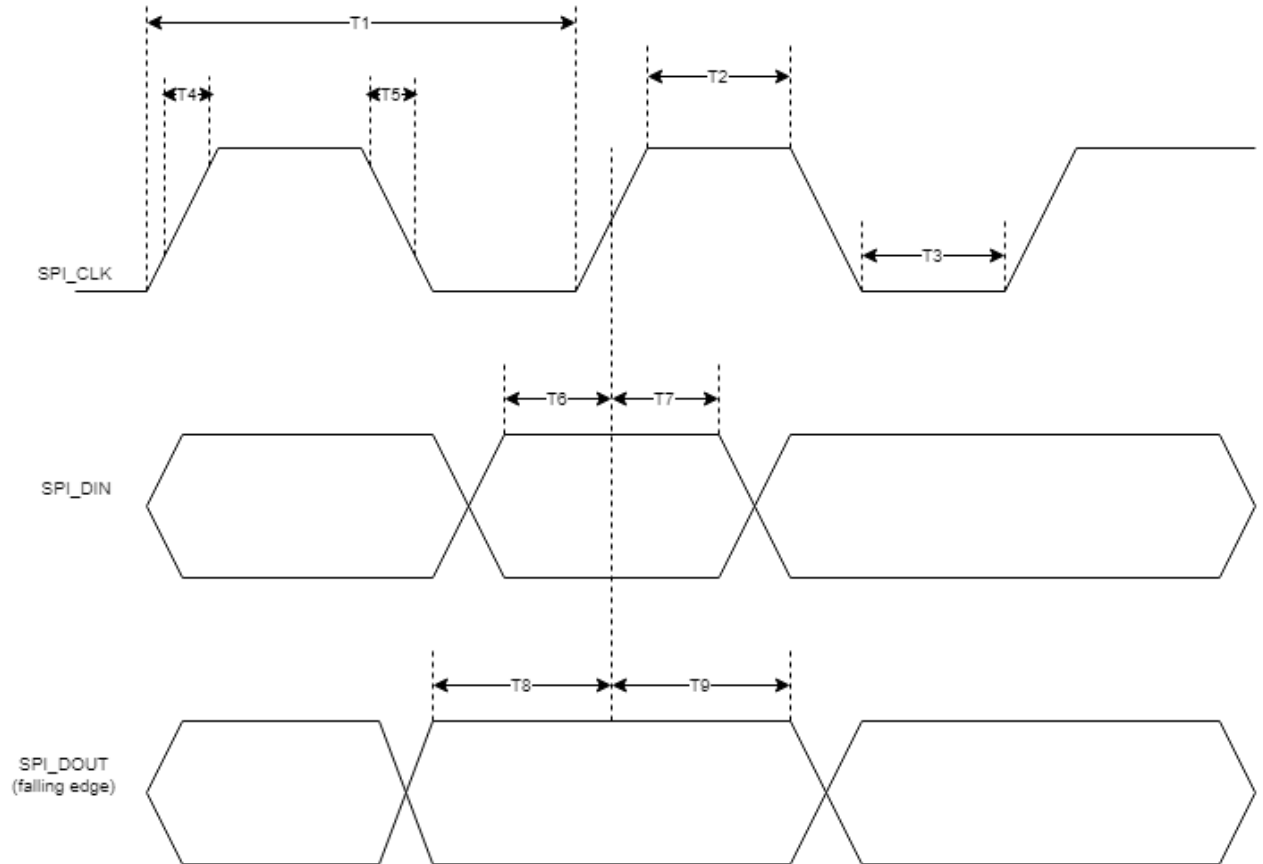 T1
T2
T4
T5
T3
SPI_CLK
T6
T7
SPI_DIN
T8
T9
SPI_DOUT
(falling edge)